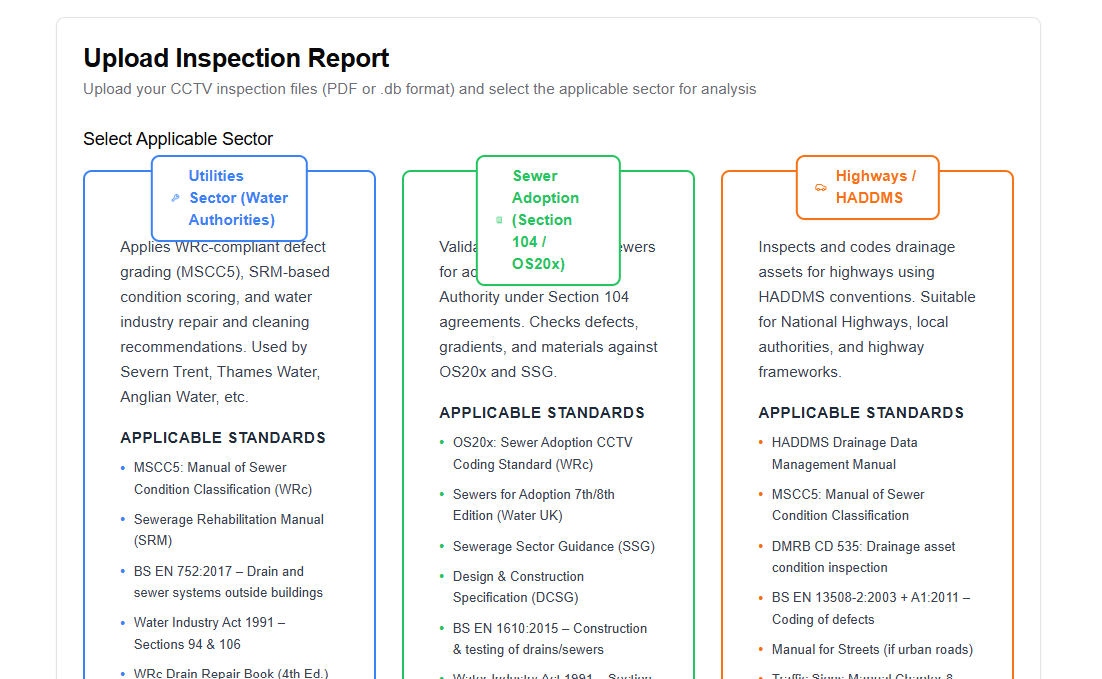 Upload Inspection Report
Upload your CCTV inspection files (PDF or .db format) and select the applicable sector for analysis
Select Applicable Sector
Utilities
Sector (Water
Authorities)
Applies WRc-compliant defect
grading (MSCC5), SRM-based
condition scoring, and water
industry repair and cleaning
recommendations. Used by
Severn Trent, Thames Water,
Anglian Water, etc.
APPLICABLE STANDARDS
• MSCC5: Manual of Sewer
Condition Classification (WRc)
• Sewerage Rehabilitation Manual
(SRM)
• BS EN 752:2017 – Drain and
sewer systems outside buildings
• Water Industry Act 1991 –
Sections 94 & 106
• WRc Drain Repair Book (4th Ed.)
Sewer
Adoption
(Section
104 /
OS20x)
for
Authority under Section 104
agreements. Checks defects,
gradients, and materials against
OS20x and SSG.
APPLICABLE STANDARDS
• OS20x: Sewer Adoption CCTV
Coding Standard (WRc)
• Sewers for Adoption 7th/8th
Edition (Water UK)
• Sewerage Sector Guidance (SSG)
• Design & Construction
Specification (DCSG)
• BS EN 1610:2015 – Construction
& testing of drains/sewers
• Water Industry Act 1991 – Section
Highways /
HADDMS
Inspects and codes drainage
assets for highways using
HADDMS conventions. Suitable
for National Highways, local
authorities, and highway
frameworks.
APPLICABLE STANDARDS
• HADDMS Drainage Data
Management Manual
• MSCC5: Manual of Sewer
Condition Classification
• DMRB CD 535: Drainage asset
condition inspection
• BS EN 13508-2:2003 + A1:2011 –
Coding of defects
• Manual for Streets (if urban roads)
• Traffic Signs Manual Chapter 8